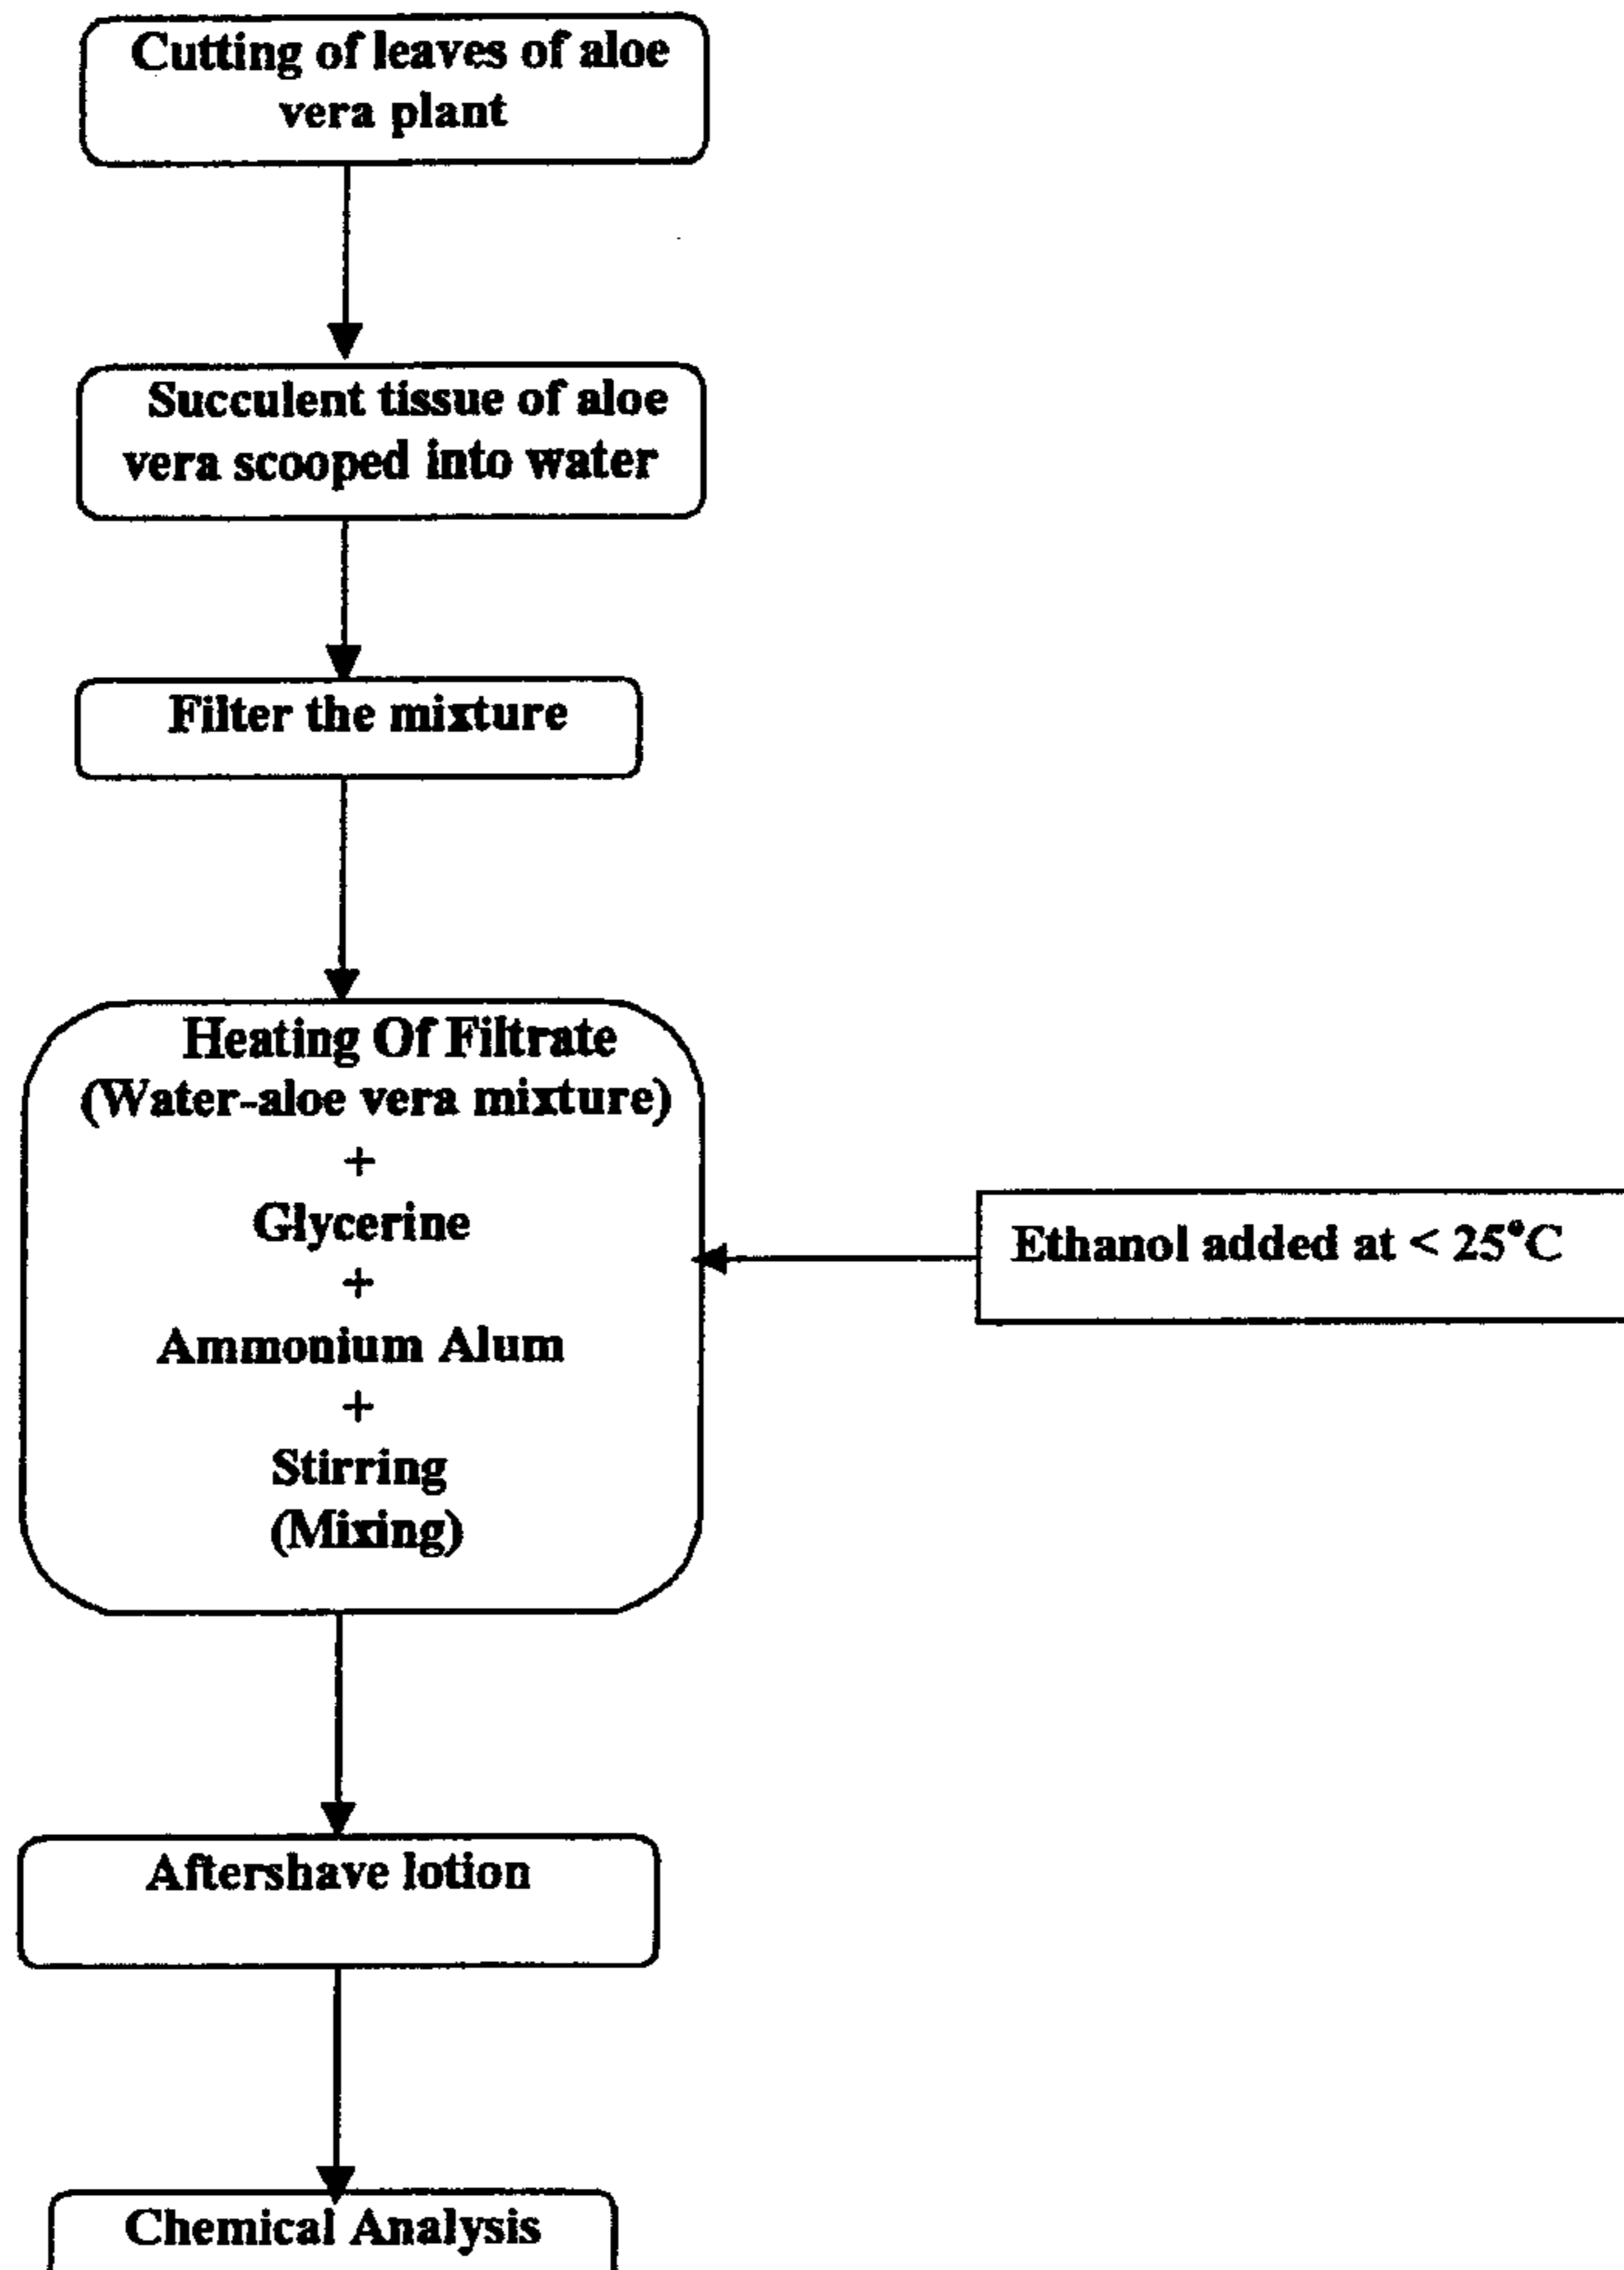 Cutting of leaves of aloe
vera plant
Succulent tissue of aloe
vera scooped into water
Filter the mixture
Heating Of Filtrate
(Water-aloe vera mixture)
+
Glycerine
+
Ammonium Alum
+
Stirring
(Mixing)
Ethanol added at < 25°C
Aftershave lotion
Chemical Analysis